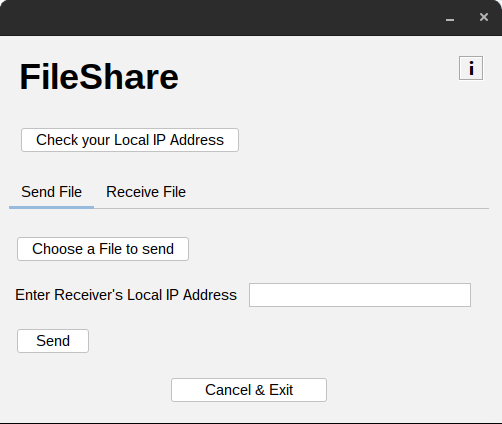 FileShare
i
Check your Local IP Address
Send File
Receive File
Choose a File to send
Enter Receiver's Local IP Address
Send
Cancel & Exit